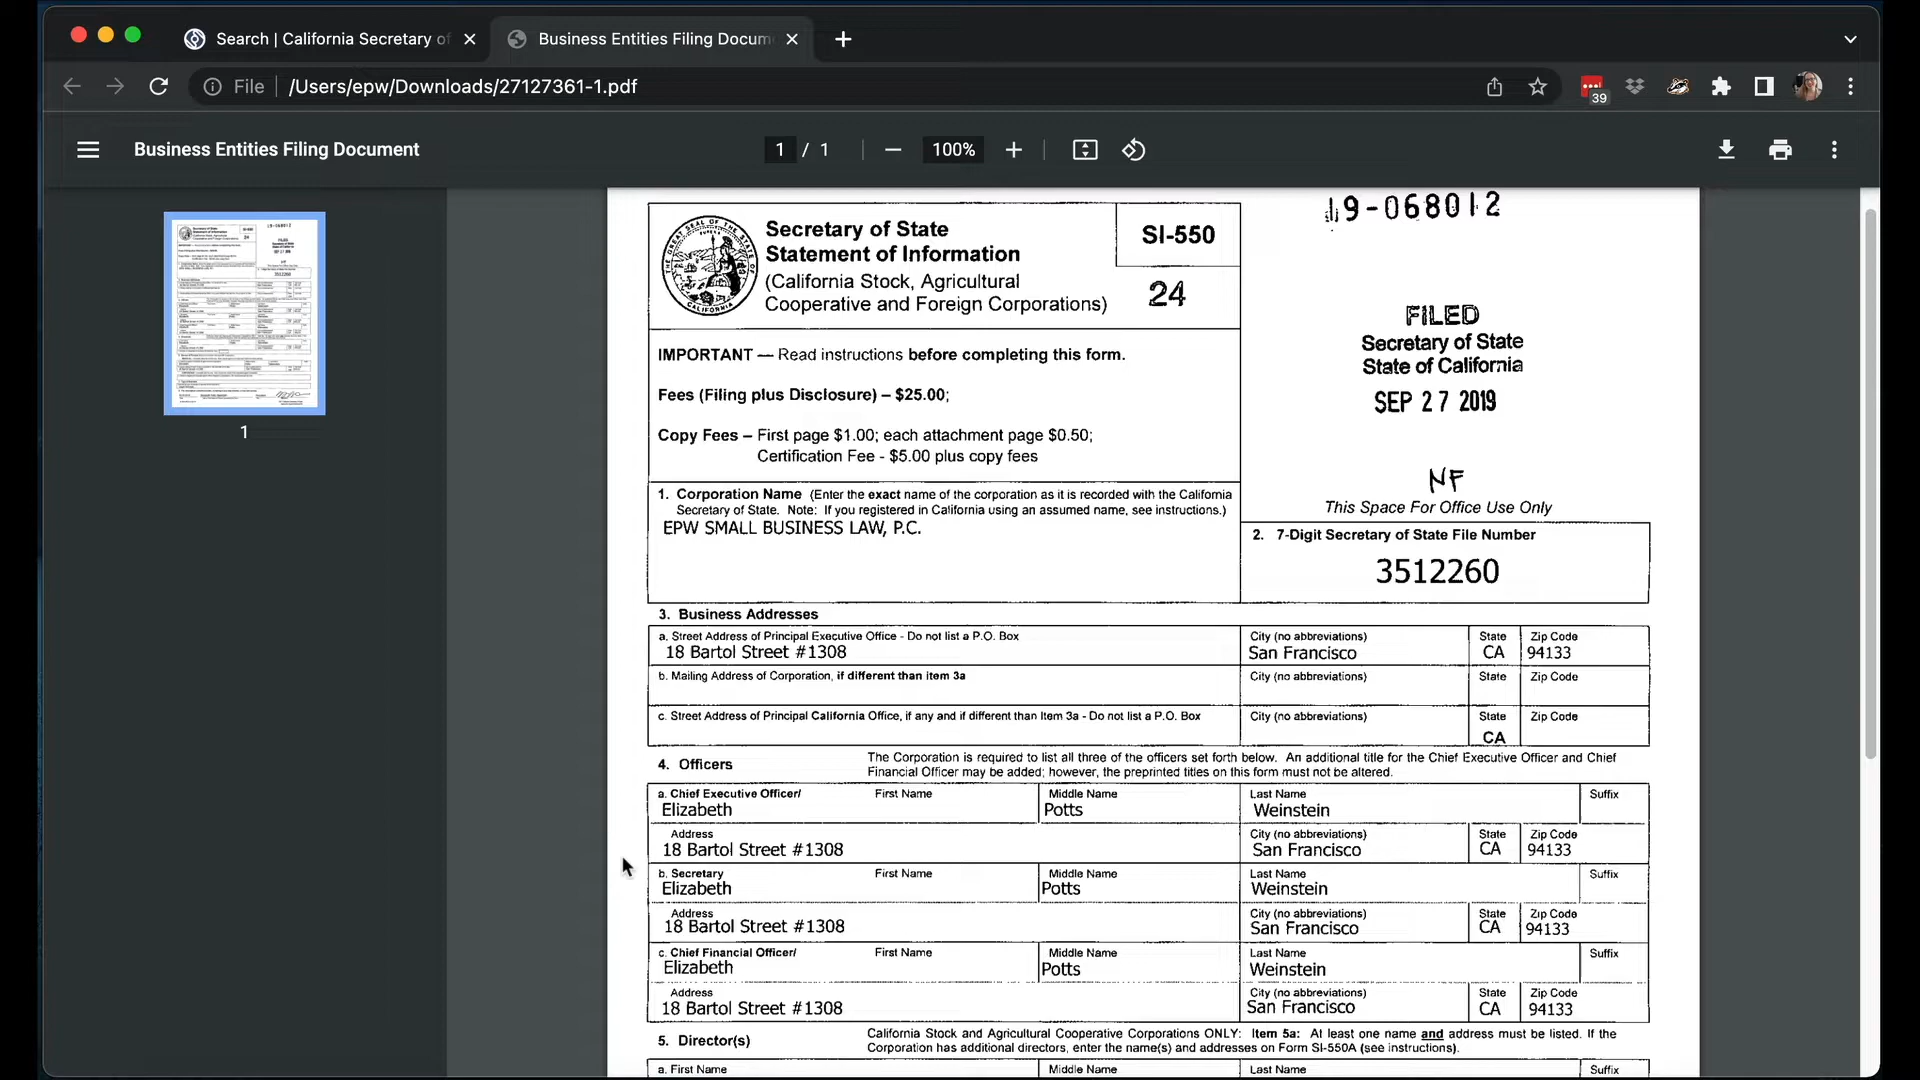 Search | California Secretary of
Business Entities Filing Docum
File
/Users/epw/Downloads/27127361-1.pdf
39
Business Entities Filing Document
1 / 1
100%
1
Secretary of State
Statement of Information
(California Stock, Agricultural
Cooperative and Foreign Corporations)
SI-550
24
19-068012
FILED
Secretary of State
State of California
SEP 27 2019
NF
This Space For Office Use Only
IMPORTANT — Read instructions before completing this form.
Fees (Filing plus Disclosure) – $25.00;
Copy Fees – First page $1.00; each attachment page $0.50;
Certification Fee - $5.00 plus copy fees
1. Corporation Name (Enter the exact name of the corporation as it is recorded with the California
Secretary of State. Note: If you registered in California using an assumed name, see instructions.)
EPW SMALL BUSINESS LAW, P.C.
2. 7-Digit Secretary of State File Number
3512260
3. Business Addresses
a. Street Address of Principal Executive Office - Do not list a P.O. Box City (no abbreviations) State Zip Code
18 Bartol Street #1308 San Francisco CA 94133
b. Mailing Address of Corporation, if different than item 3a City (no abbreviations) State Zip Code
c. Street Address of Principal California Office, if any and if different than Item 3a - Do not list a P.O. Box City (no abbreviations) State Zip Code
CA
4. Officers The Corporation is required to list all three of the officers set forth below. An additional title for the Chief Executive Officer and Chief
Financial Officer may be added; however, the preprinted titles on this form must not be altered.
a. Chief Executive Officer/ First Name Middle Name Last Name Suffix
Elizabeth Potts Weinstein
Address City (no abbreviations) State Zip Code
18 Bartol Street #1308 San Francisco CA 94133
b. Secretary First Name Middle Name Last Name Suffix
Elizabeth Potts Weinstein
Address City (no abbreviations) State Zip Code
18 Bartol Street #1308 San Francisco CA 94133
c. Chief Financial Officer/ First Name Middle Name Last Name Suffix
Elizabeth Potts Weinstein
Address City (no abbreviations) State Zip Code
18 Bartol Street #1308 San Francisco CA 94133
5. Director(s) California Stock and Agricultural Cooperative Corporations ONLY: Item 5a: At least one name and address must be listed. If the
Corporation has additional directors, enter the name(s) and addresses on Form SI-550A (see instructions).
a. First Name Middle Name Last Name Suffix